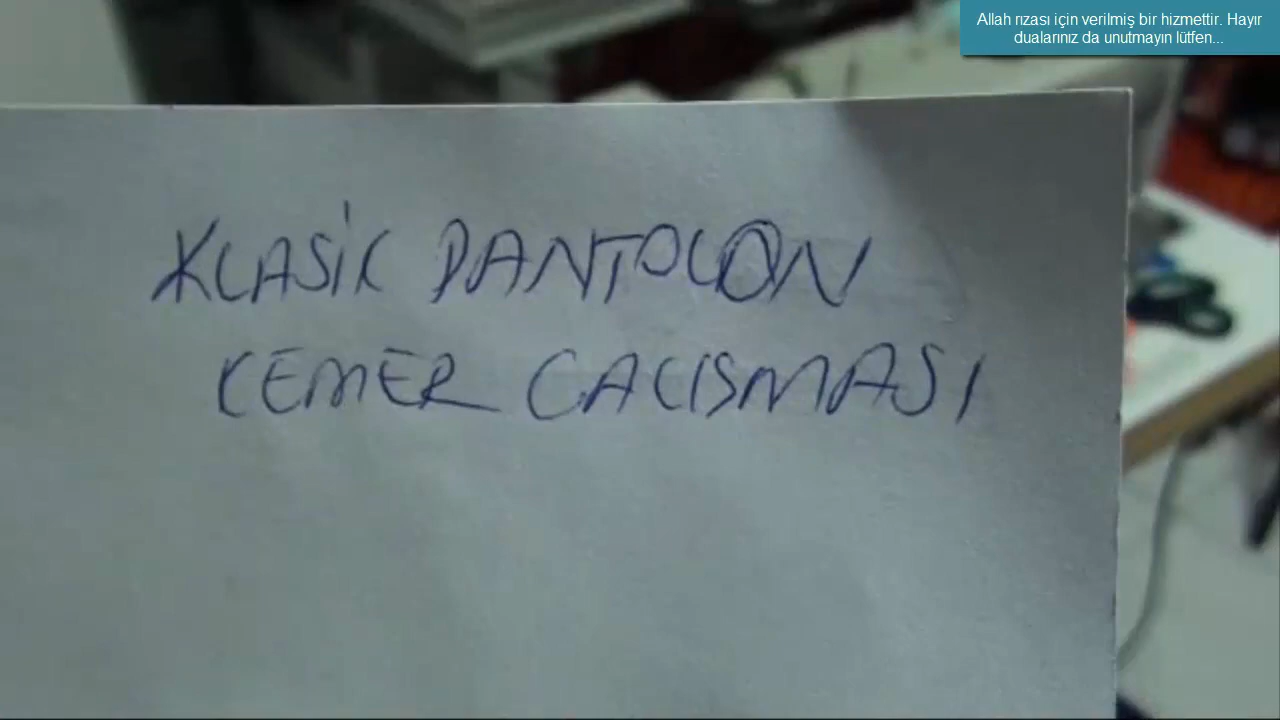 Allah rızası için verilmiş bir hizmettir. Hayır
dualarınız da unutmayın lütfen...
KLASİK PANTOLON
KEMER CALISMASI